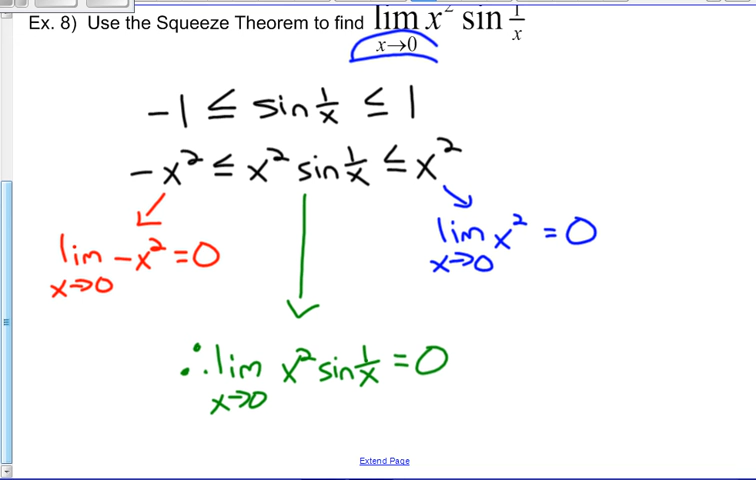 Ex. 8) Use the Squeeze Theorem to find lim x→0 x² sin 1/x
-1 ≤ sin 1/x ≤ 1
-x² ≤ x² sin 1/x ≤ x²
lim x→0 -x² = 0
lim x→0 x² = 0
∴ lim x→0 x² sin 1/x = 0
Extend Page